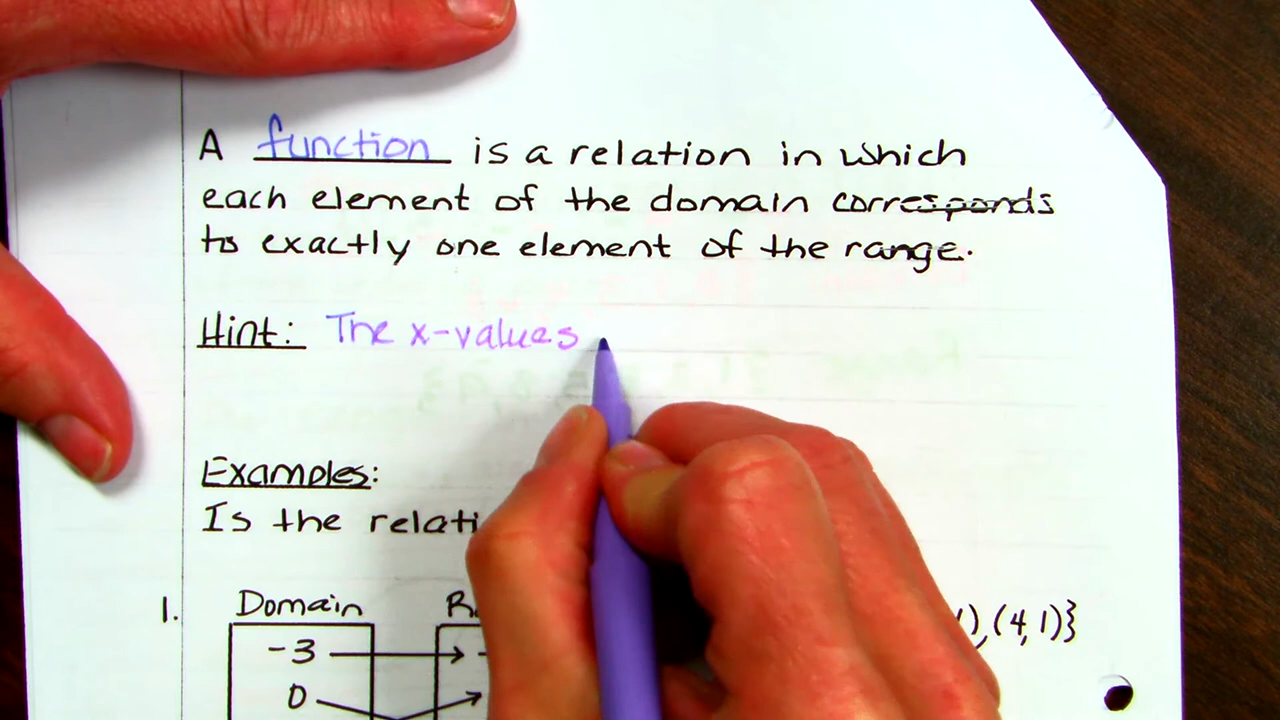 A function is a relation in which
each element of the domain corresponds
to exactly one element of the range.
Hint: The x-values
Examples:
Is the
1. Domain
-3
0
(4,1)}